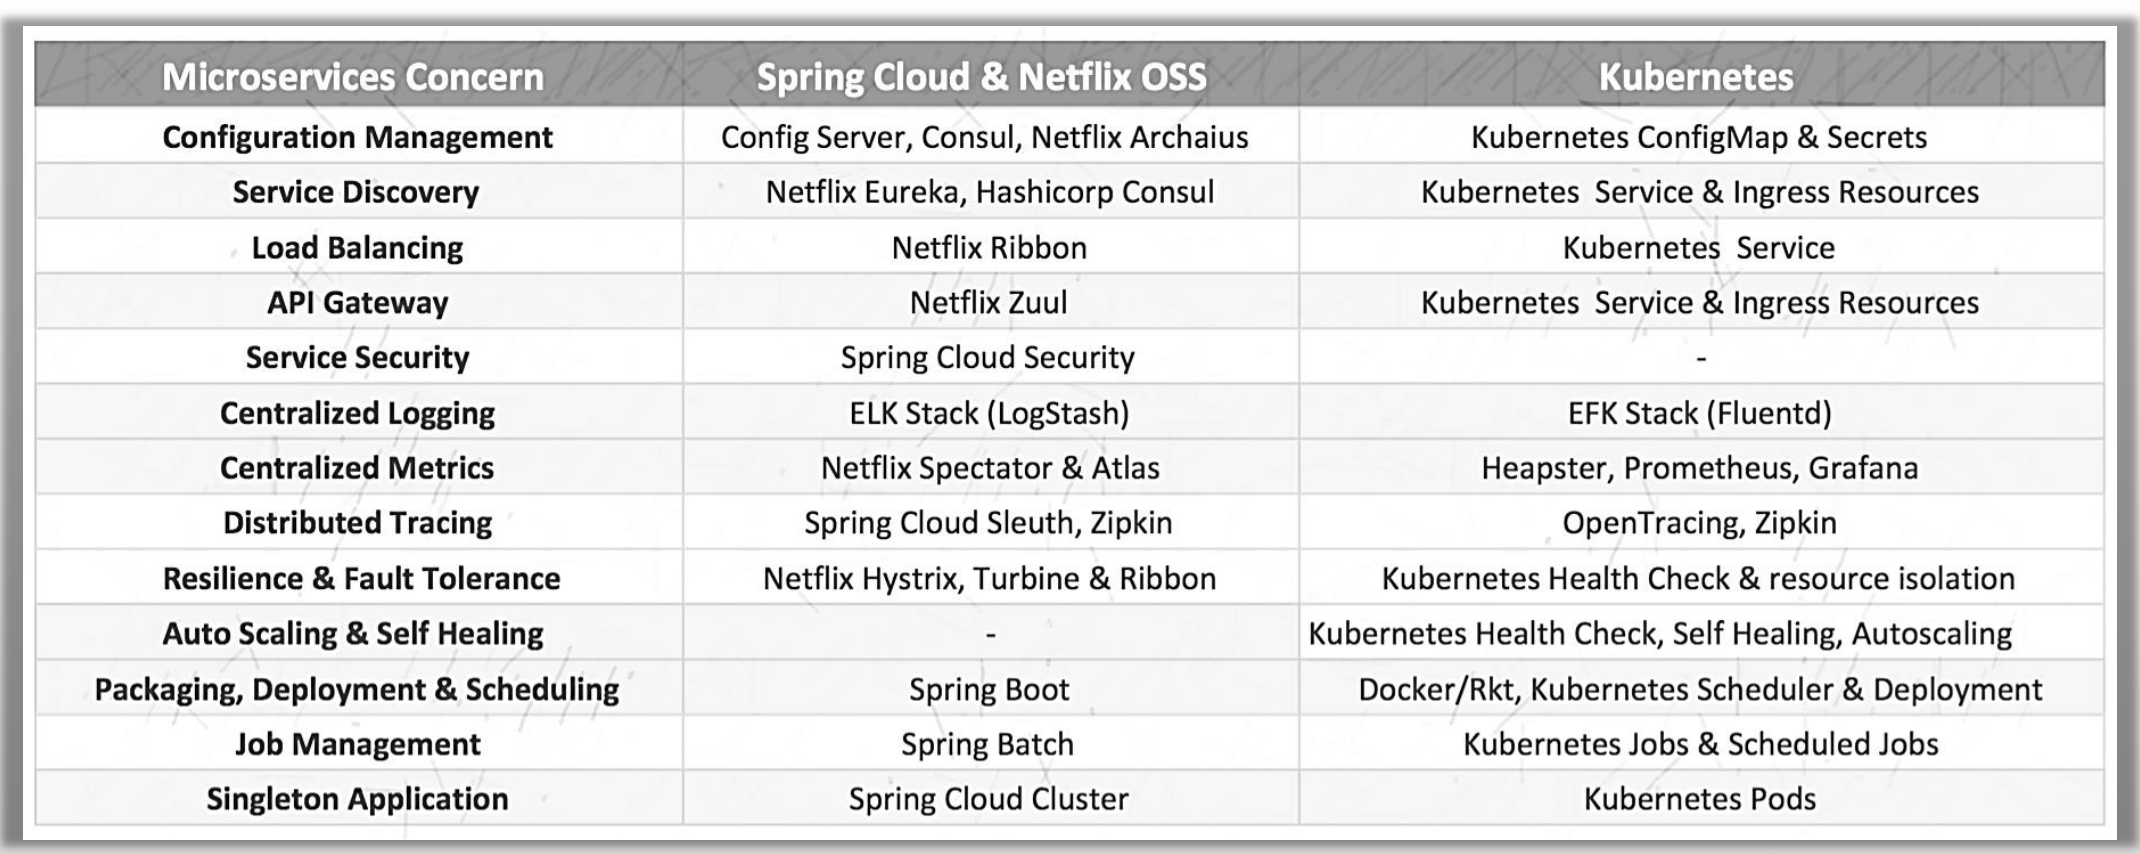 Microservices Concern Spring Cloud & Netflix OSS Kubernetes
Configuration Management Config Server, Consul, Netflix Archaius Kubernetes ConfigMap & Secrets
Service Discovery Netflix Eureka, Hashicorp Consul Kubernetes Service & Ingress Resources
Load Balancing Netflix Ribbon Kubernetes Service
API Gateway Netflix Zuul Kubernetes Service & Ingress Resources
Service Security Spring Cloud Security -
Centralized Logging ELK Stack (LogStash) EFK Stack (Fluentd)
Centralized Metrics Netflix Spectator & Atlas Heapster, Prometheus, Grafana
Distributed Tracing Spring Cloud Sleuth, Zipkin OpenTracing, Zipkin
Resilience & Fault Tolerance Netflix Hystrix, Turbine & Ribbon Kubernetes Health Check & resource isolation
Auto Scaling & Self Healing - Kubernetes Health Check, Self Healing, Autoscaling
Packaging, Deployment & Scheduling Spring Boot Docker/Rkt, Kubernetes Scheduler & Deployment
Job Management Spring Batch Kubernetes Jobs & Scheduled Jobs
Singleton Application Spring Cloud Cluster Kubernetes Pods